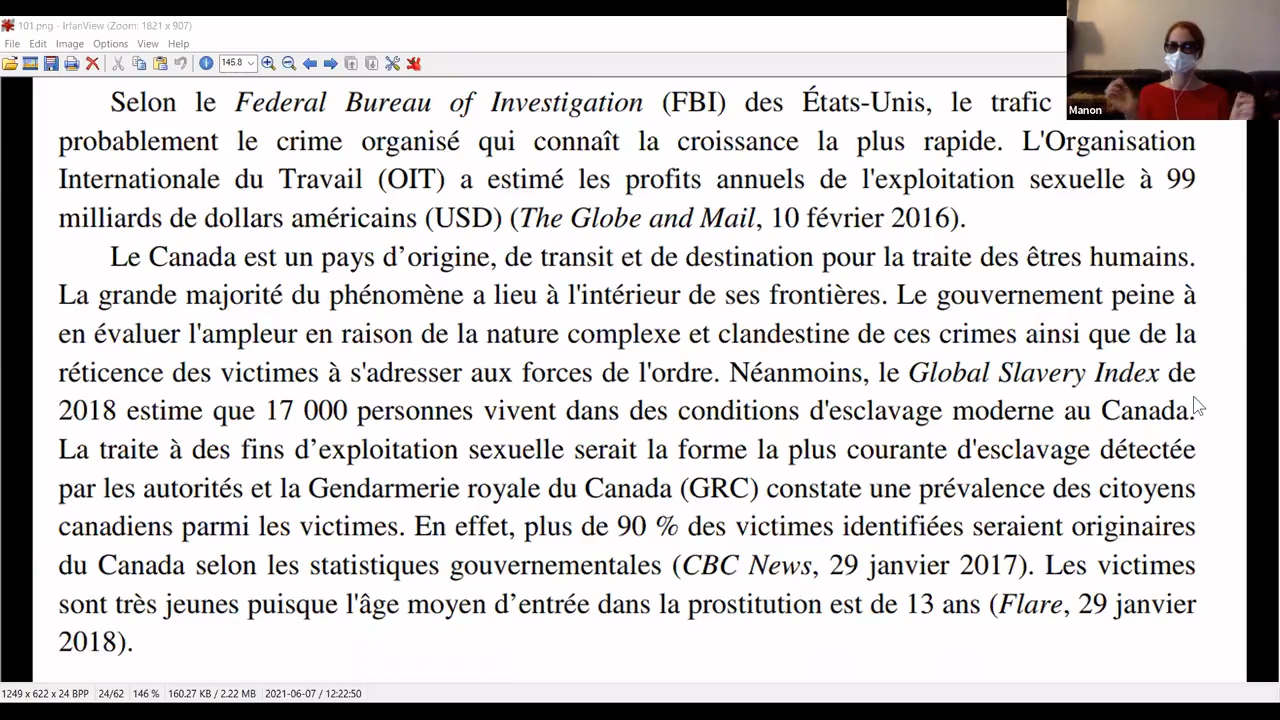 101.png - IrfanView (Zoom: 1821 x 907)
File Edit Image Options View Help
145.8
Manon
Selon le Federal Bureau of Investigation (FBI) des États-Unis, le trafic
probablement le crime organisé qui connaît la croissance la plus rapide. L'Organisation
Internationale du Travail (OIT) a estimé les profits annuels de l'exploitation sexuelle à 99
milliards de dollars américains (USD) (The Globe and Mail, 10 février 2016).
Le Canada est un pays d’origine, de transit et de destination pour la traite des êtres humains.
La grande majorité du phénomène a lieu à l'intérieur de ses frontières. Le gouvernement peine à
en évaluer l'ampleur en raison de la nature complexe et clandestine de ces crimes ainsi que de la
réticence des victimes à s'adresser aux forces de l'ordre. Néanmoins, le Global Slavery Index de
2018 estime que 17 000 personnes vivent dans des conditions d'esclavage moderne au Canada.
La traite à des fins d’exploitation sexuelle serait la forme la plus courante d'esclavage détectée
par les autorités et la Gendarmerie royale du Canada (GRC) constate une prévalence des citoyens
canadiens parmi les victimes. En effet, plus de 90 % des victimes identifiées seraient originaires
du Canada selon les statistiques gouvernementales (CBC News, 29 janvier 2017). Les victimes
sont très jeunes puisque l'âge moyen d’entrée dans la prostitution est de 13 ans (Flare, 29 janvier
2018).
1249 x 622 x 24 BPP 24/62 146 % 160.27 KB / 2.22 MB 2021-06-07 / 12:22:50